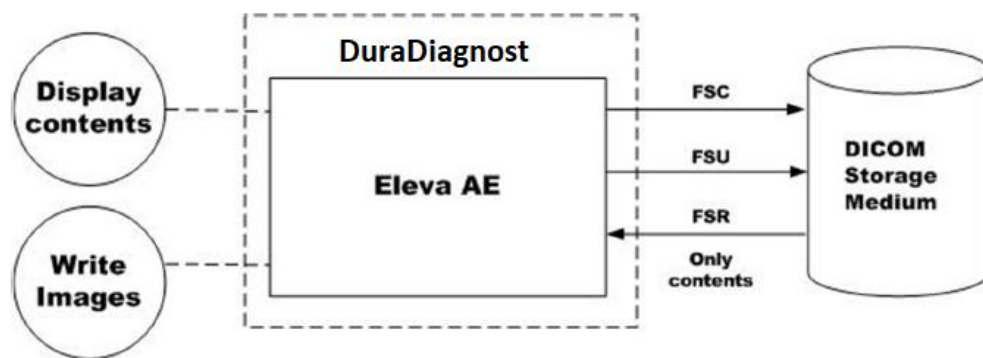 DuraDiagnost
Display
contents
Write
Images
Eleva AE
FSC
FSU
FSR
Only
contents
DICOM
Storage
Medium